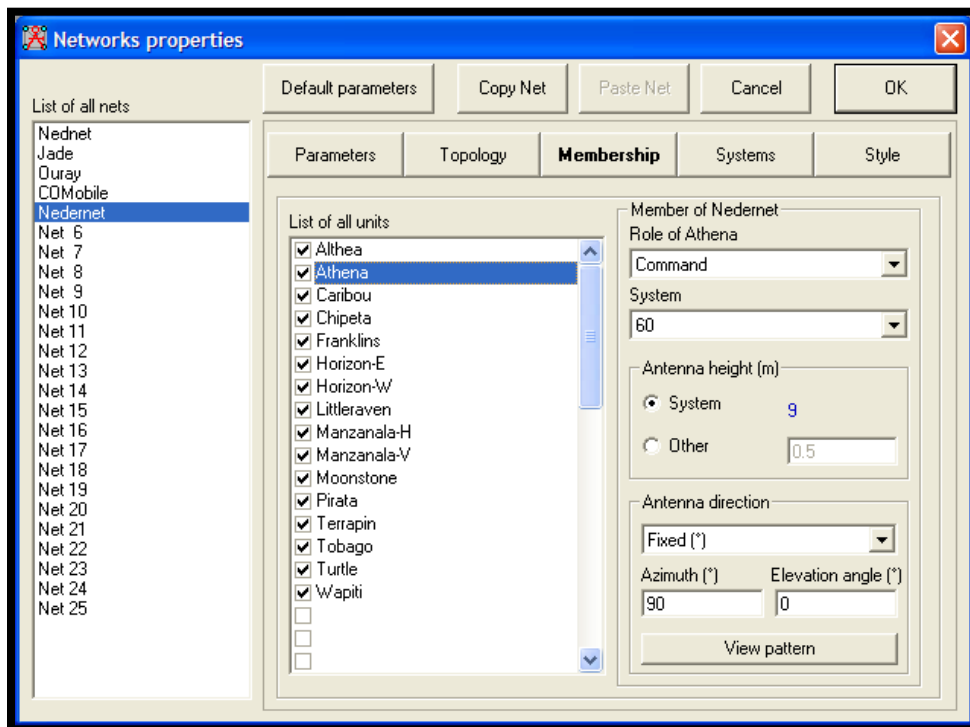 Networks properties
Default parameters
Copy Net
Paste Net
Cancel
OK
List of all nets
Nednet
Jade
Ouray
COMobile
Nedernet
Net 6
Net 7
Net 8
Net 9
Net 10
Net 11
Net 12
Net 13
Net 14
Net 15
Net 16
Net 17
Net 18
Net 19
Net 20
Net 21
Net 22
Net 23
Net 24
Net 25
Parameters
Topology
Membership
Systems
Style
List of all units
Althea
Athena
Caribou
Chipeta
Franklins
Horizon-E
Horizon-W
Littleraven
Manzanala-H
Manzanala-V
Moonstone
Pirata
Terrapin
Tobago
Turtle
Wapiti
Member of Nedernet
Role of Athena
Command
System
60
Antenna height (m)
System 9
Other 0.5
Antenna direction
Fixed (°)
Azimuth (°) Elevation angle (°)
90 0
View pattern